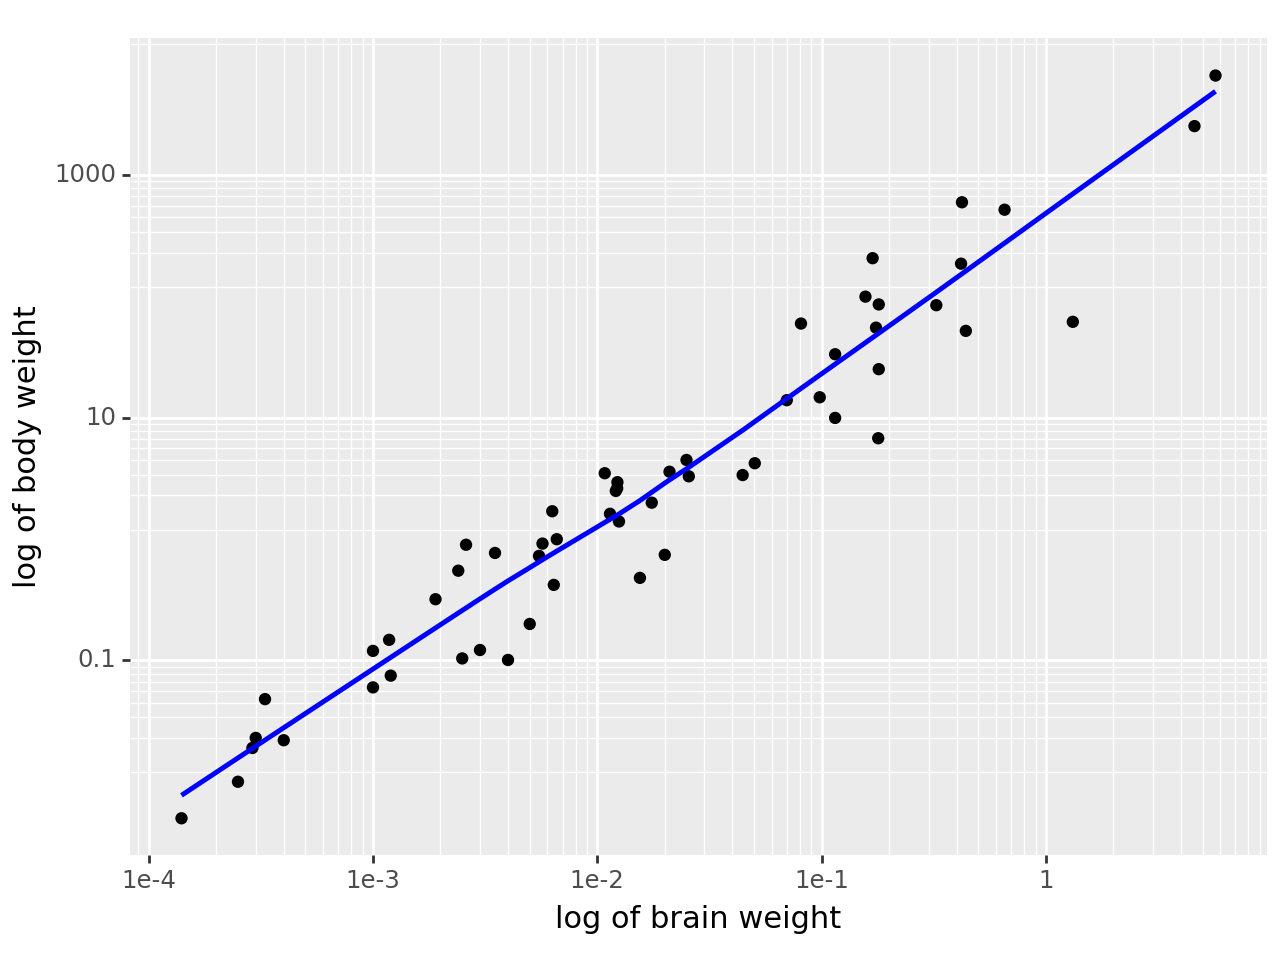 1000
10
0.1
log of body weight
1e-4 1e-3 1e-2 1e-1 1
log of brain weight